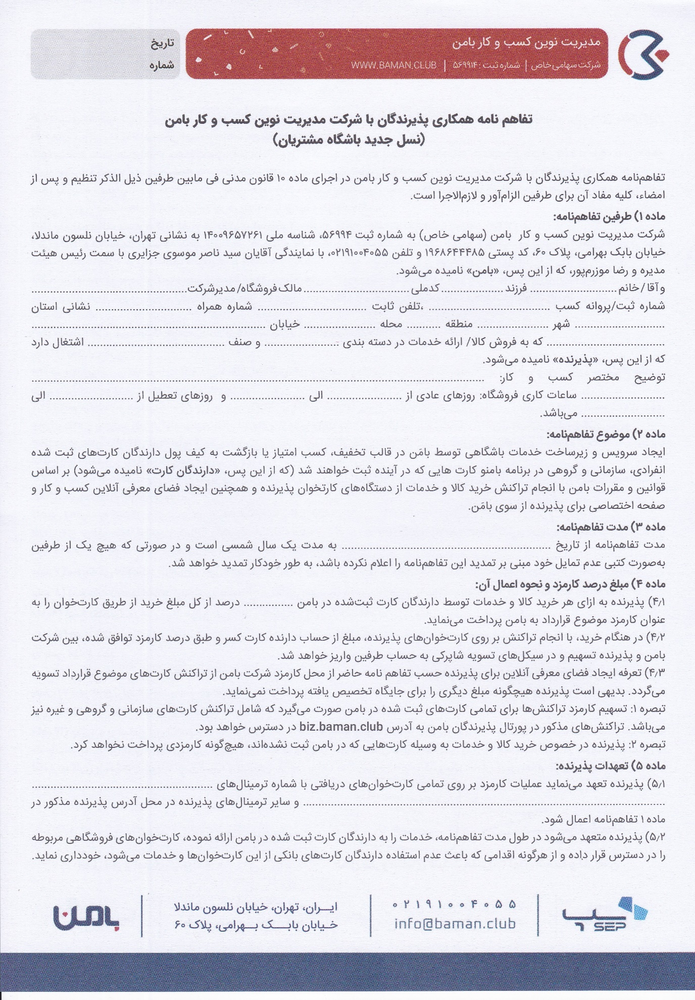 مدیریت نوین کسب و کار بامن
شرکت سهامی خاص | شماره ثبت : ۵۶۹۹۱۴ | WWW.BAMAN.CLUB
تاریخ
شماره
تفاهم نامه همکاری پذیرندگان با شرکت مدیریت نوین کسب و کار بامن
(نسل جدید باشگاه مشتریان)
تفاهم‌نامه همکاری پذیرندگان با شرکت مدیریت نوین کسب و کار بامن در اجرای ماده ۱۰ قانون مدنی فی مابین طرفین ذیل الذکر تنظیم و پس از
امضاء، کلیه مفاد آن برای طرفین الزام‌آور و لازم‌الاجرا است.
ماده ۱) طرفین تفاهم‌نامه:
شرکت مدیریت نوین کسب و کار بامن (سهامی خاص) به شماره ثبت ۵۶۹۹۴، شناسه ملی ۱۴۰۰۹۶۵۷۲۶۱ به نشانی تهران، خیابان نلسون ماندلا،
خیابان بابک بهرامی، پلاک ۶۰، کد پستی ۱۹۶۸۶۴۴۴۸۵ و تلفن ۰۲۱۹۱۰۰۴۰۵۵، با نمایندگی آقایان سید ناصر موسوی جزایری با سمت رئیس هیئت
مدیره و رضا موزرم‌پور، که از این پس، «بامن» نامیده می‌شود.
و آقا / خانم ............................ فرزند .................... کدملی .................................. مالک فروشگاه/ مدیرشرکت ..................................................
شماره ثبت/پروانه کسب ....................................... ،تلفن ثابت ................................... شماره همراه ............................... نشانی استان
............................. شهر ....................... منطقه ........... محله ....................... خیابان ...........................................................................
...................................... که به فروش کالا/ ارائه خدمات در دسته بندی ........................ و صنف ............................................ اشتغال دارد
که از این پس، «پذیرنده» نامیده می‌شود.
توضیح مختصر کسب و کار: ..................................................................................................................................................
........................... ساعات کاری فروشگاه: روزهای عادی از ........................ الی ........................ و روزهای تعطیل از ........................... الی
........................... می‌باشد.
ماده ۲) موضوع تفاهم‌نامه:
ایجاد سرویس و زیرساخت خدمات باشگاهی توسط بامَن در قالب تخفیف، کسب امتیاز یا بازگشت به کیف پول دارندگان کارت‌های ثبت شده
انفرادی، سازمانی و گروهی در برنامه بامنو کارت هایی که در آینده ثبت خواهند شد (که از این پس، «دارندگان کارت» نامیده می‌شود) بر اساس
قوانین و مقررات بامن با انجام تراکنش خرید کالا و خدمات از دستگاه‌های کارتخوان پذیرنده و همچنین ایجاد فضای معرفی آنلاین کسب و کار و
صفحه اختصاصی برای پذیرنده از سوی بامَن.
ماده ۳) مدت تفاهم‌نامه:
مدت تفاهم‌نامه از تاریخ ................................................................... به مدت یک سال شمسی است و در صورتی که هیچ یک از طرفین
به‌صورت کتبی عدم تمایل خود مبنی بر تمدید این تفاهم‌نامه را اعلام نکرده باشد، به طور خودکار تمدید خواهد شد.
ماده ۴) مبلغ درصد کارمزد و نحوه اعمال آن:
۴٫۱) پذیرنده به ازای هر خرید کالا و خدمات توسط دارندگان کارت ثبت‌شده در بامن ................ درصد از کل مبلغ خرید از طریق کارت‌خوان را به
عنوان کارمزد موضوع قرارداد به بامن پرداخت می‌نماید.
۴٫۲) در هنگام خرید، با انجام تراکنش بر روی کارت‌خوان‌های پذیرنده، مبلغ از حساب دارنده کارت کسر و طبق درصد کارمزد توافق شده، بین شرکت
بامن و پذیرنده تسهیم و در سیکل‌های تسویه شاپرکی به حساب طرفین واریز خواهد شد.
۴٫۳) تعرفه ایجاد فضای معرفی آنلاین برای پذیرنده حسب تفاهم نامه حاضر از محل کارمزد شرکت بامن از تراکنش کارت‌های موضوع قرارداد تسویه
می‌گردد. بدیهی است پذیرنده هیچگونه مبلغ دیگری را برای جایگاه تخصیص یافته پرداخت نمی‌نماید.
تبصره ۱: تسهیم کارمزد تراکنش‌ها برای تمامی کارت‌های ثبت شده در بامن صورت می‌گیرد که شامل تراکنش کارت‌های سازمانی و گروهی و غیره نیز
می‌باشد. تراکنش‌های مذکور در پورتال پذیرندگان بامن به آدرس biz.baman.club در دسترس خواهد بود.
تبصره ۲: پذیرنده در خصوص خرید کالا و خدمات به وسیله کارت‌هایی که در بامن ثبت نشده‌اند، هیچ‌گونه کارمزدی پرداخت نخواهد کرد.
ماده ۵) تعهدات پذیرنده:
۵٫۱) پذیرنده تعهد می‌نماید عملیات کارمزد بر روی تمامی کارت‌خوان‌های دریافتی با شماره ترمینال‌های ..........................................................
..................................................................................................................... و سایر ترمینال‌های پذیرنده در محل آدرس پذیرنده مذکور در
ماده ۱ تفاهم‌نامه اعمال شود.
۵٫۲) پذیرنده متعهد می‌شود در طول مدت تفاهم‌نامه، خدمات را به دارندگان کارت ثبت شده در بامن ارائه نموده، کارت‌خوان‌های فروشگاهی مربوطه
را در دسترس قرار داده و از هرگونه اقدامی که باعث عدم استفاده دارندگان کارت‌های بانکی از این کارت‌خوان‌ها و خدمات می‌شود، خودداری نماید.
سپ
SEP
۰۲۱۹۱۰۰۴۰۵۵
info@baman.club
ایـــران، تهران، خیابان نلسون ماندلا
خـیابان بابـــک بـــهرامی، پلاک ۶۰
بامن